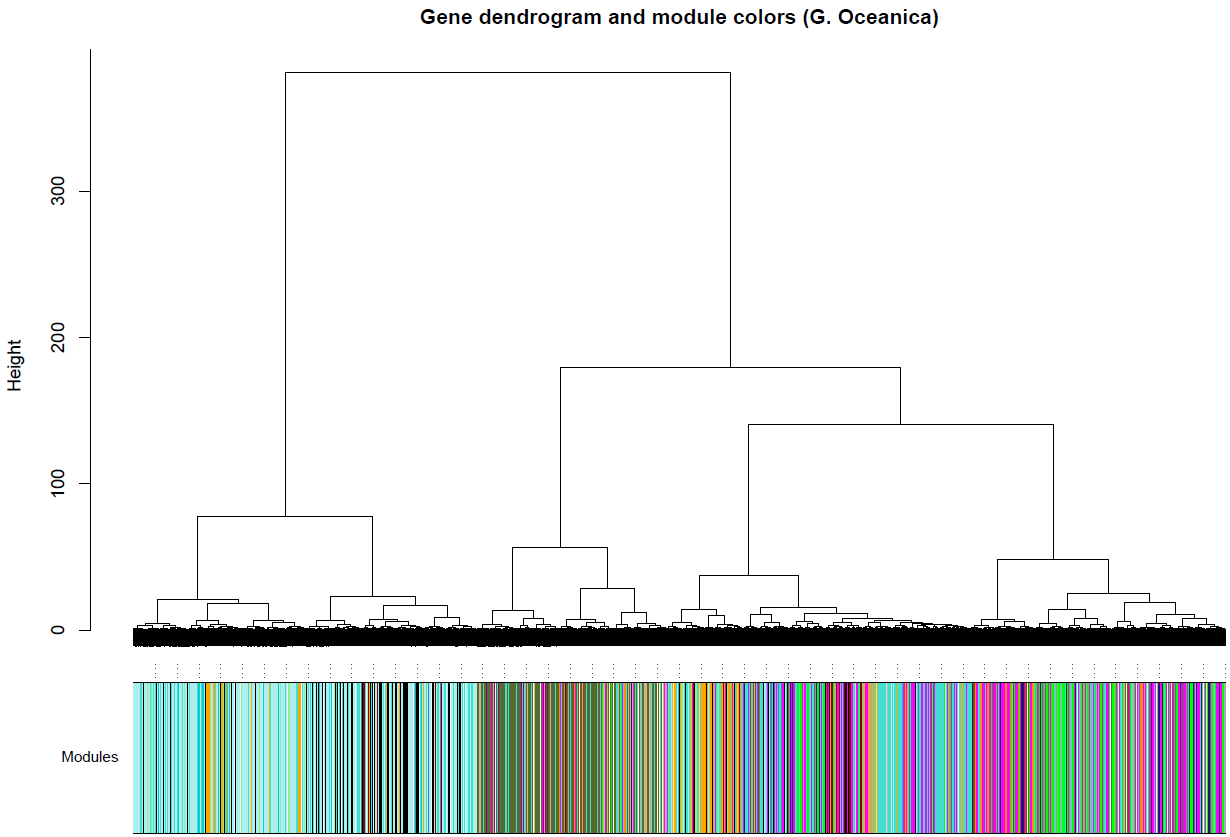 Gene dendrogram and module colors (G. Oceanica)
Height
300
200
100
0
Modules